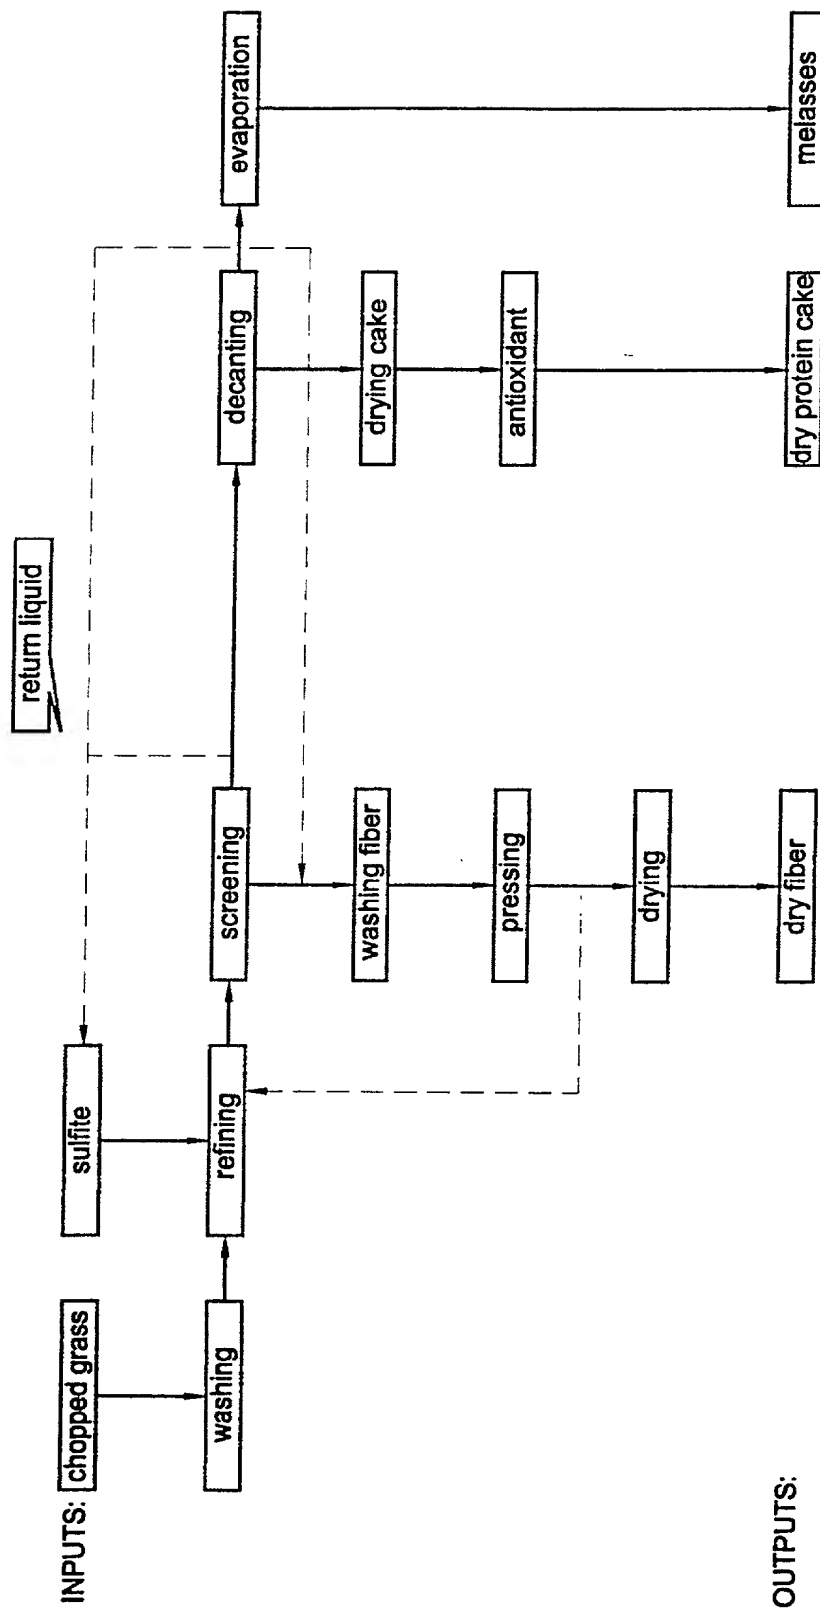 return liquid
INPUTS:
chopped grass
sulfite
washing
refining
screening
decanting
evaporation
washing fiber
drying cake
pressing
antioxidant
drying
OUTPUTS:
dry fiber
dry protein cake
melasses